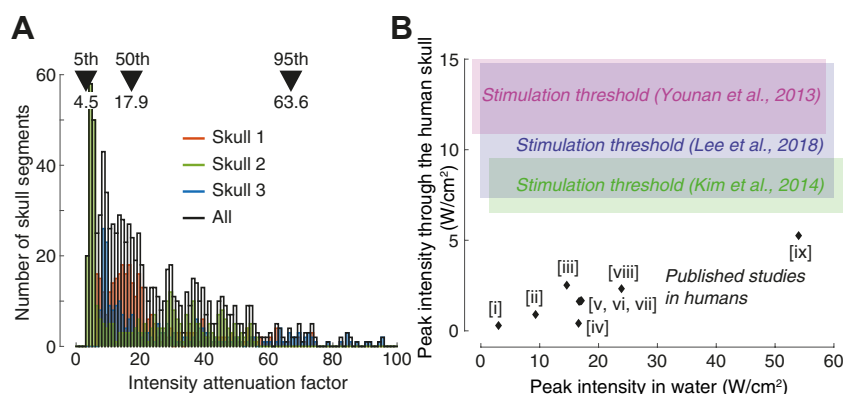 A
5th 50th 95th
4.5 17.9 63.6
60
40
20
0
Number of skull segments
Skull 1
Skull 2
Skull 3
All
0 20 40 60 80 100
Intensity attenuation factor
B
15
10
5
0
Peak intensity through the human skull
(W/cm²)
Stimulation threshold (Younan et al., 2013)
Stimulation threshold (Lee et al., 2018)
Stimulation threshold (Kim et al., 2014)
[i]
[ii]
[iii]
[iv]
[v, vi, vii]
[viii]
[ix]
Published studies
in humans
0 10 20 30 40 50 60
Peak intensity in water (W/cm²)